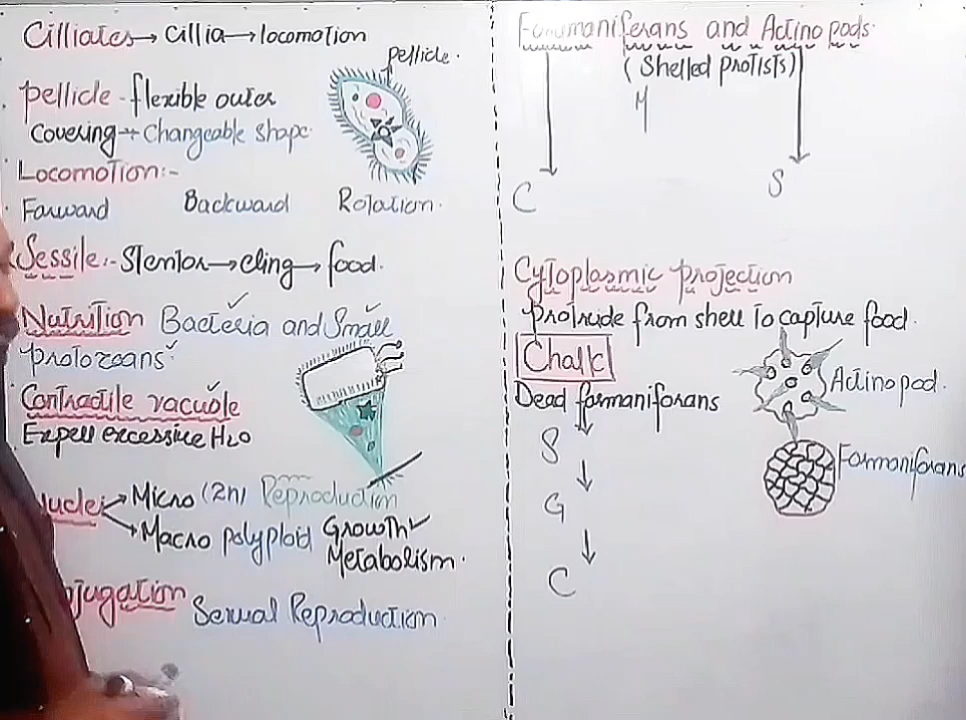 Cilliates→Cillia→locomotion
pellicle.
pellicle - flexible outer
Covering → Changeable shape.
Locomotion:-
Forward Backward Rotation.
Sessile:- Stentor→cling→food.
Nutrition Bacteria and Small
protozoans
Contractile vacuole
Expell excessive H2O
Nuclei Micro (2n) Reproduction
Macro polyploid Growth
Metabolism.
Sexual Reproduction
Formaniferans and Actinopods.
(Shelled protists)
M
C S
Cytoplasmic projection
protrude from shell to capture food.
Chalk
Actinopod.
Dead formaniforans
Formaniforans
S
G
C